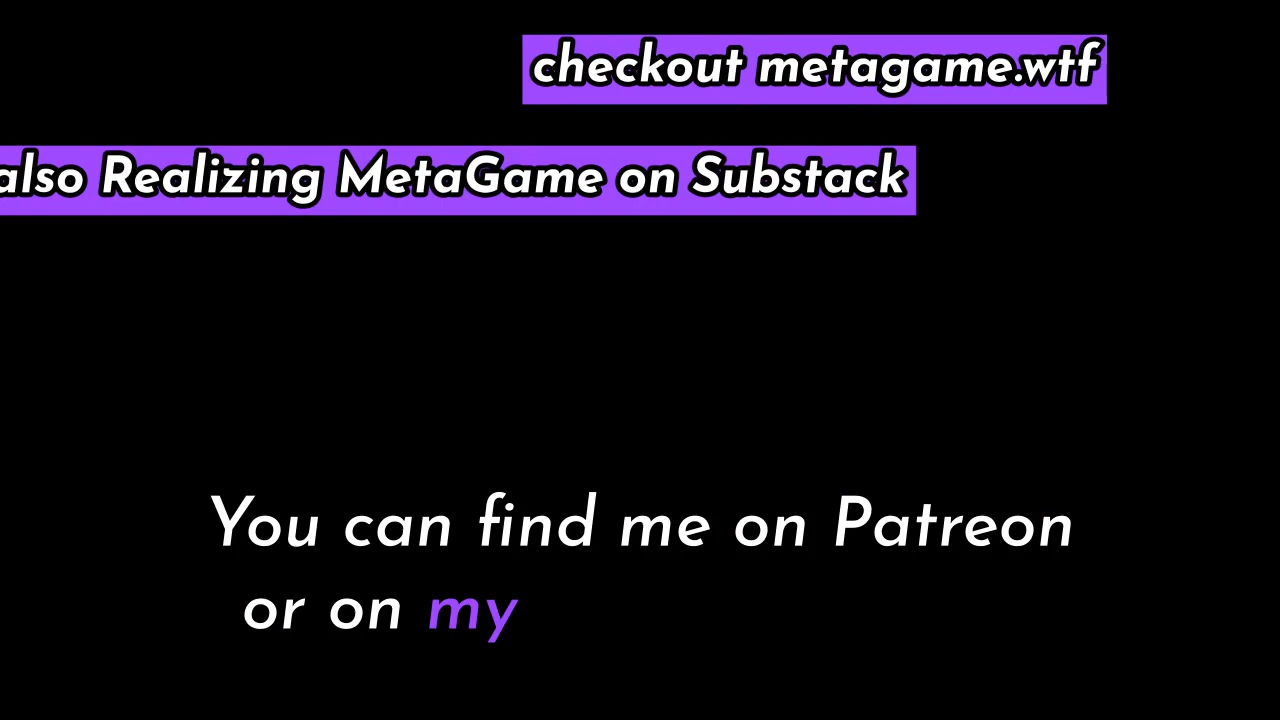 checkout metagame.wtf
also Realizing MetaGame on Substack
You can find me on Patreon
or on my